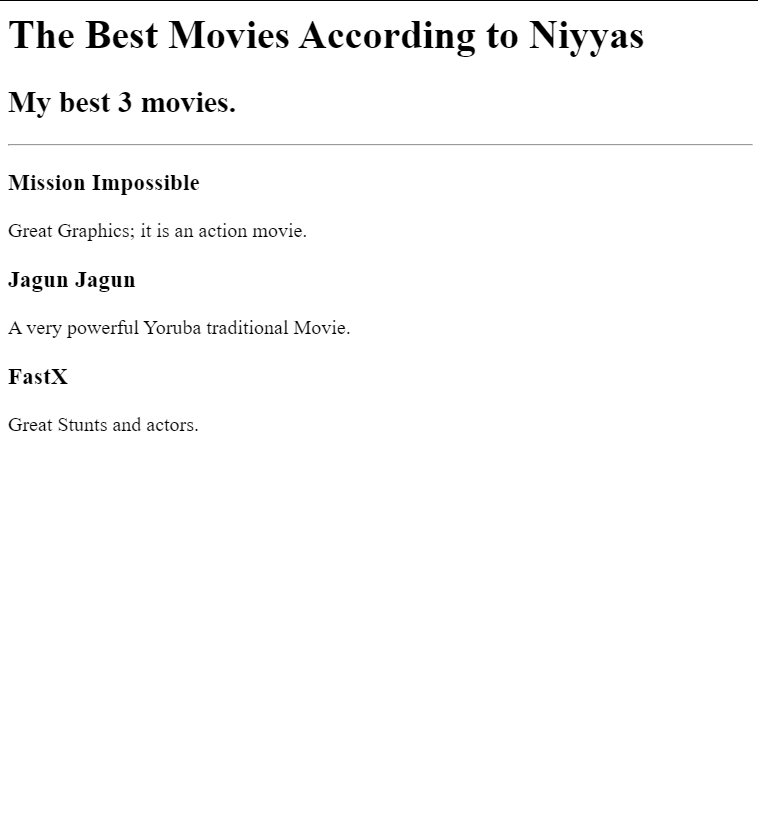 The Best Movies According to Niyyas
My best 3 movies.
Mission Impossible
Great Graphics; it is an action movie.
Jagun Jagun
A very powerful Yoruba traditional Movie.
FastX
Great Stunts and actors.